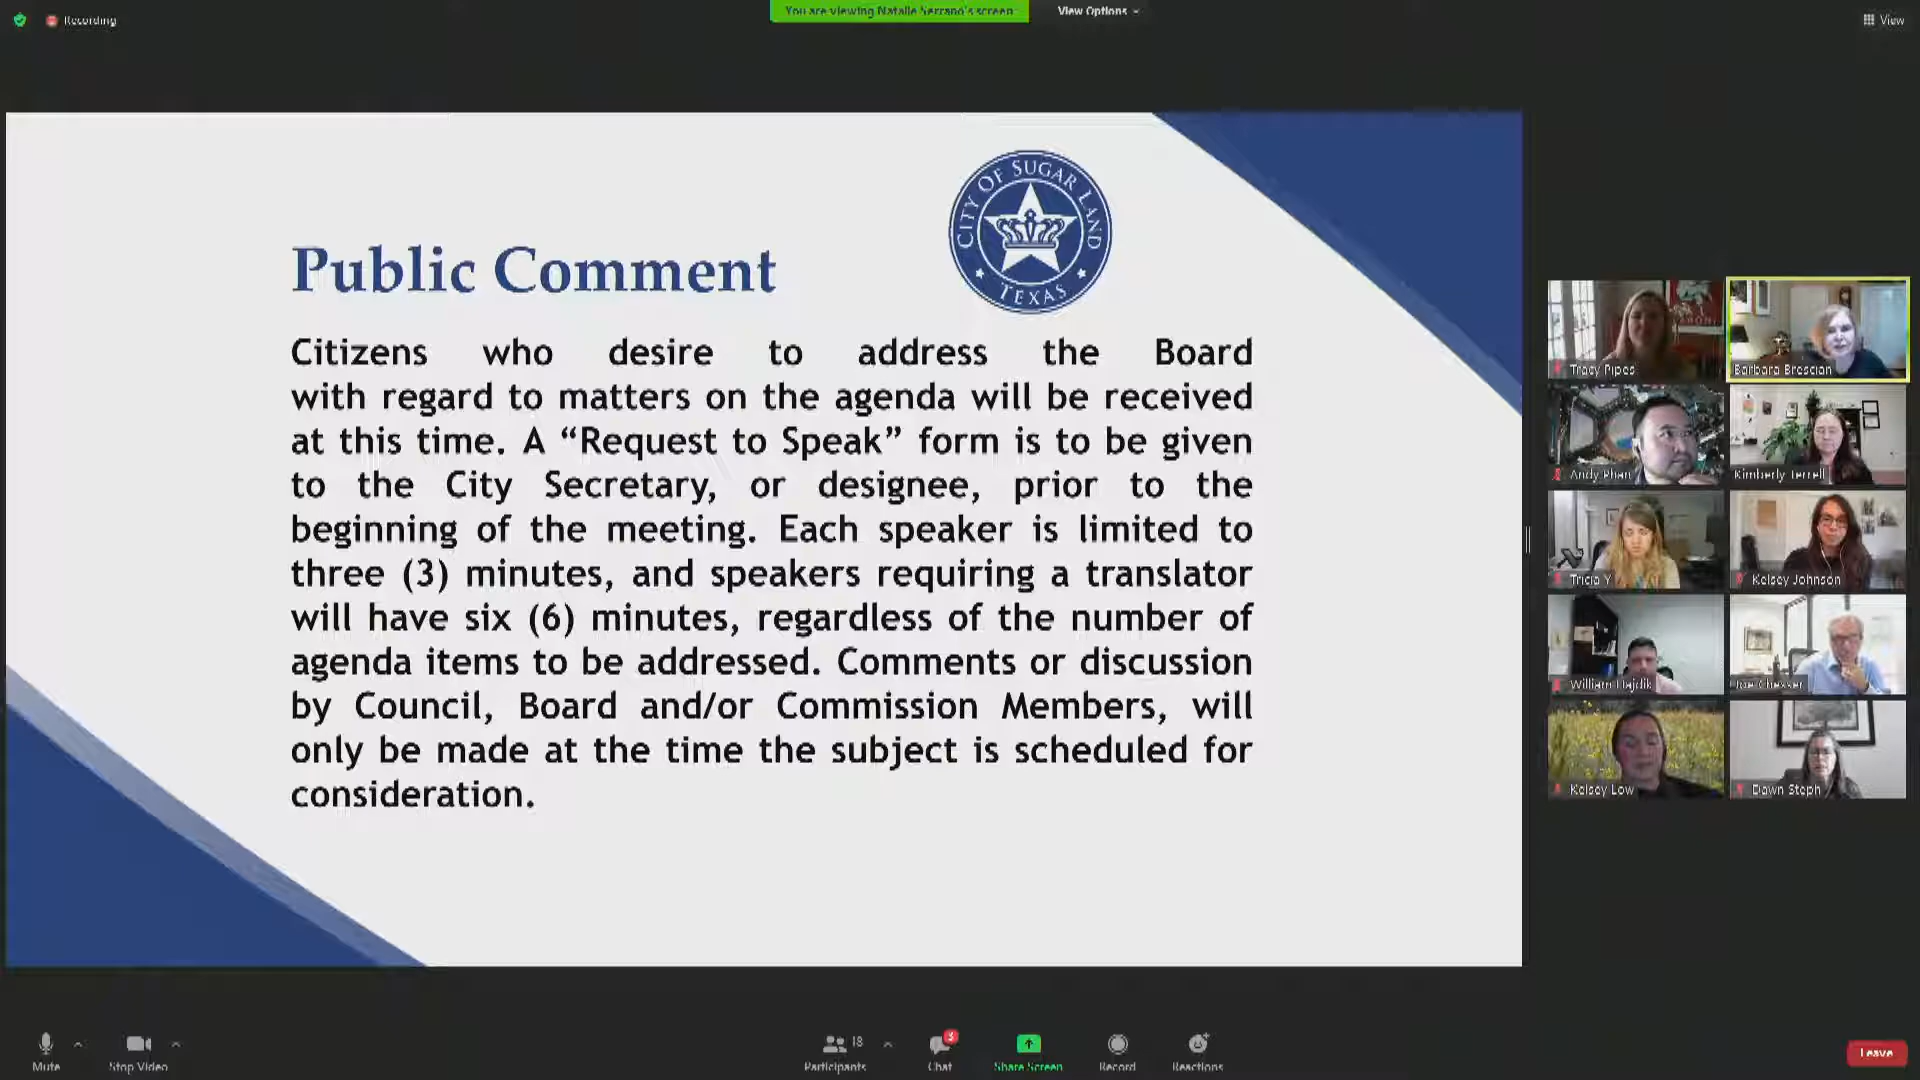 Recording
You are viewing Natalie Serrano's screen
View Options
View
CITY OF SUGAR LAND
TEXAS
Public Comment
Citizens who desire to address the Board
with regard to matters on the agenda will be received
at this time. A “Request to Speak” form is to be given
to the City Secretary, or designee, prior to the
beginning of the meeting. Each speaker is limited to
three (3) minutes, and speakers requiring a translator
will have six (6) minutes, regardless of the number of
agenda items to be addressed. Comments or discussion
by Council, Board and/or Commission Members, will
only be made at the time the subject is scheduled for
consideration.
Tracy Pipes
Barbara Brescian
Andy Phan
Kimberly Terrell
Tricia Y
Kelsey Johnson
William Hajdik
Joe Chesser
Kelsey Low
Dawn Steph
Mute
Stop Video
18
Participants
3
Chat
Share Screen
Record
Reactions
Leave